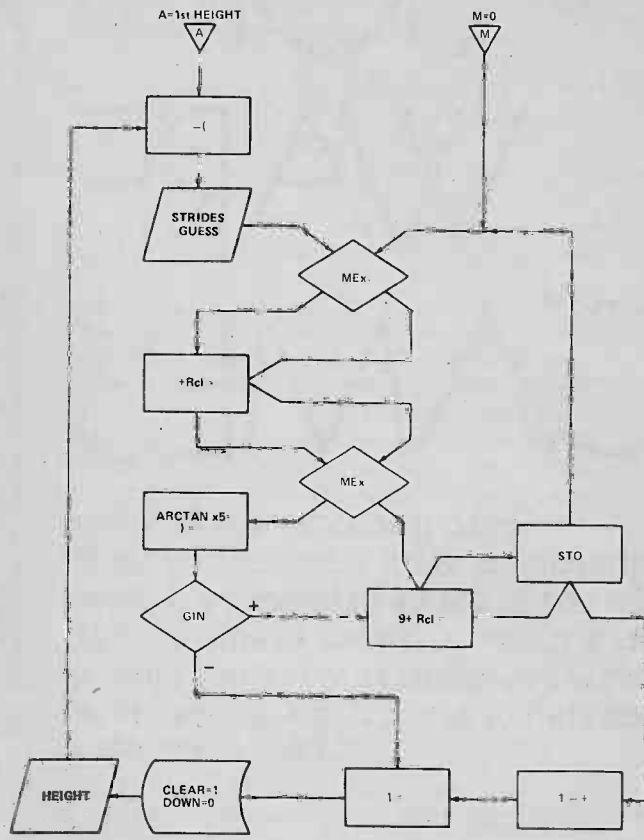 A=1st HEIGHT
M=0
A
M
–(
STRIDES
GUESS
MEx
+Rcl =
MEx
ARCTAN x5=
) =
STO
GIN
+
9+ Rcl =
–
HEIGHT
CLEAR=1
DOWN=0
1 =
1 – +